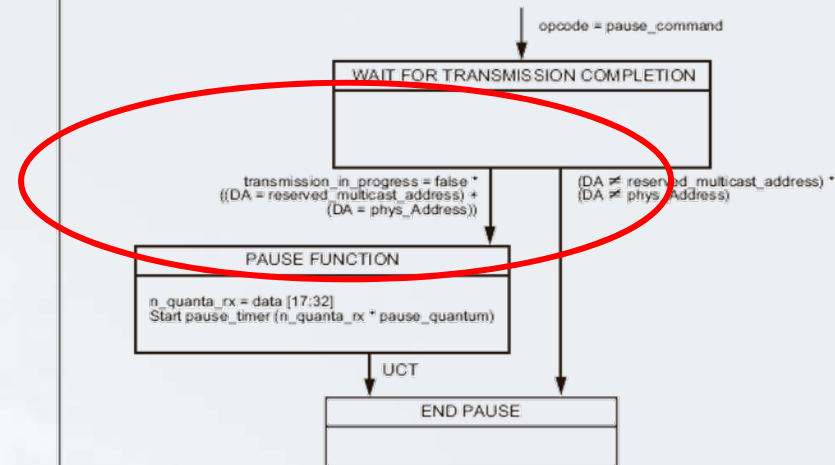 opcode = pause_command
WAIT FOR TRANSMISSION COMPLETION
transmission_in_progress = false *
((DA = reserved_multicast_address) +
(DA = phys_Address))
(DA ≠ reserved_multicast_address) *
(DA ≠ phys_Address)
PAUSE FUNCTION
n_quanta_rx = data [17:32]
Start pause_timer (n_quanta_rx * pause_quantum)
UCT
END PAUSE